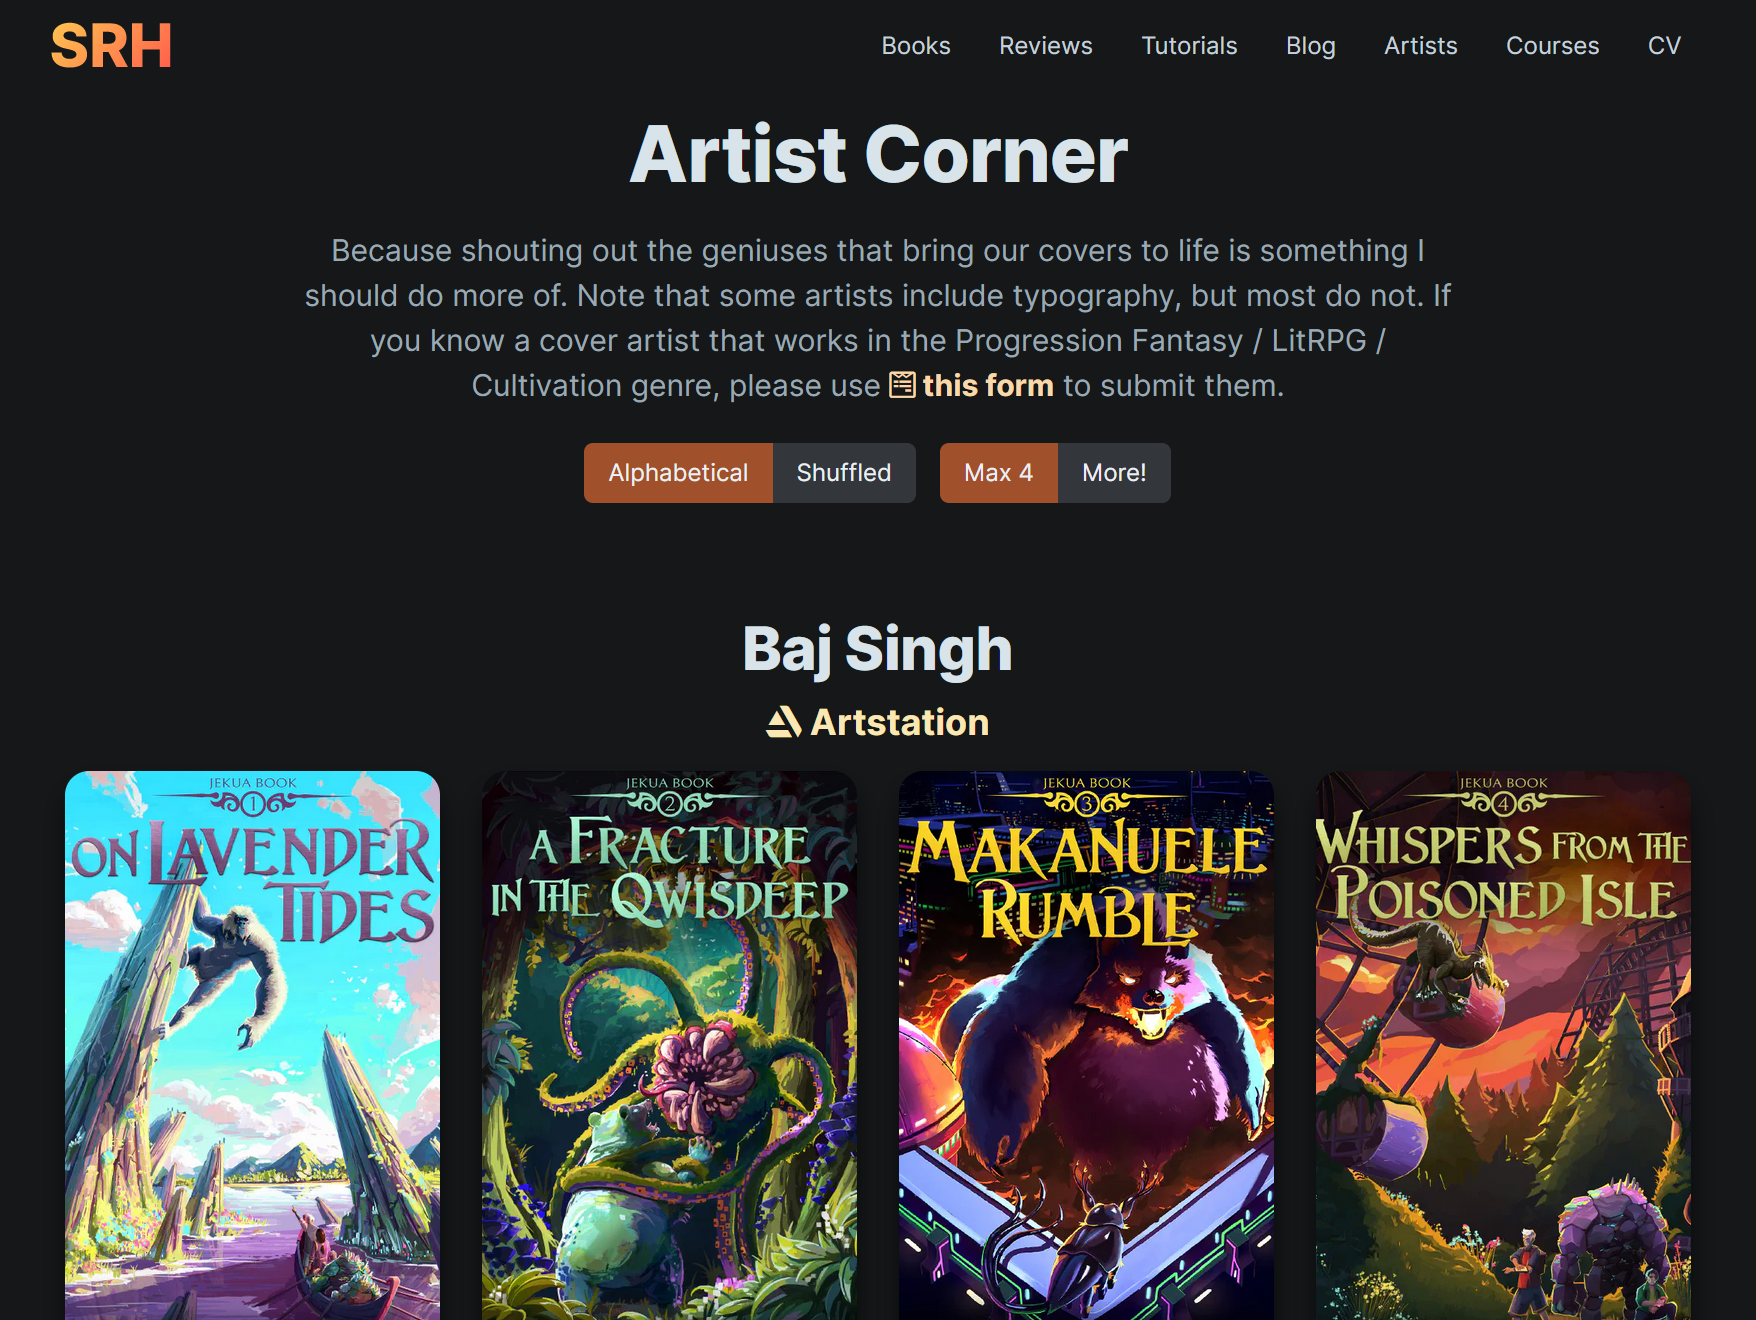 SRH
Books Reviews Tutorials Blog Artists Courses CV
Artist Corner
Because shouting out the geniuses that bring our covers to life is something I
should do more of. Note that some artists include typography, but most do not. If
you know a cover artist that works in the Progression Fantasy / LitRPG /
Cultivation genre, please use this form to submit them.
Alphabetical Shuffled Max 4 More!
Baj Singh
Artstation
JEKUA BOOK
1
ON LAVENDER
TIDES
JEKUA BOOK
2
A FRACTURE
IN THE QWISDEEP
JEKUA BOOK
3
MAKANUELE
RUMBLE
JEKUA BOOK
4
WHISPERS FROM THE
POISONED ISLE